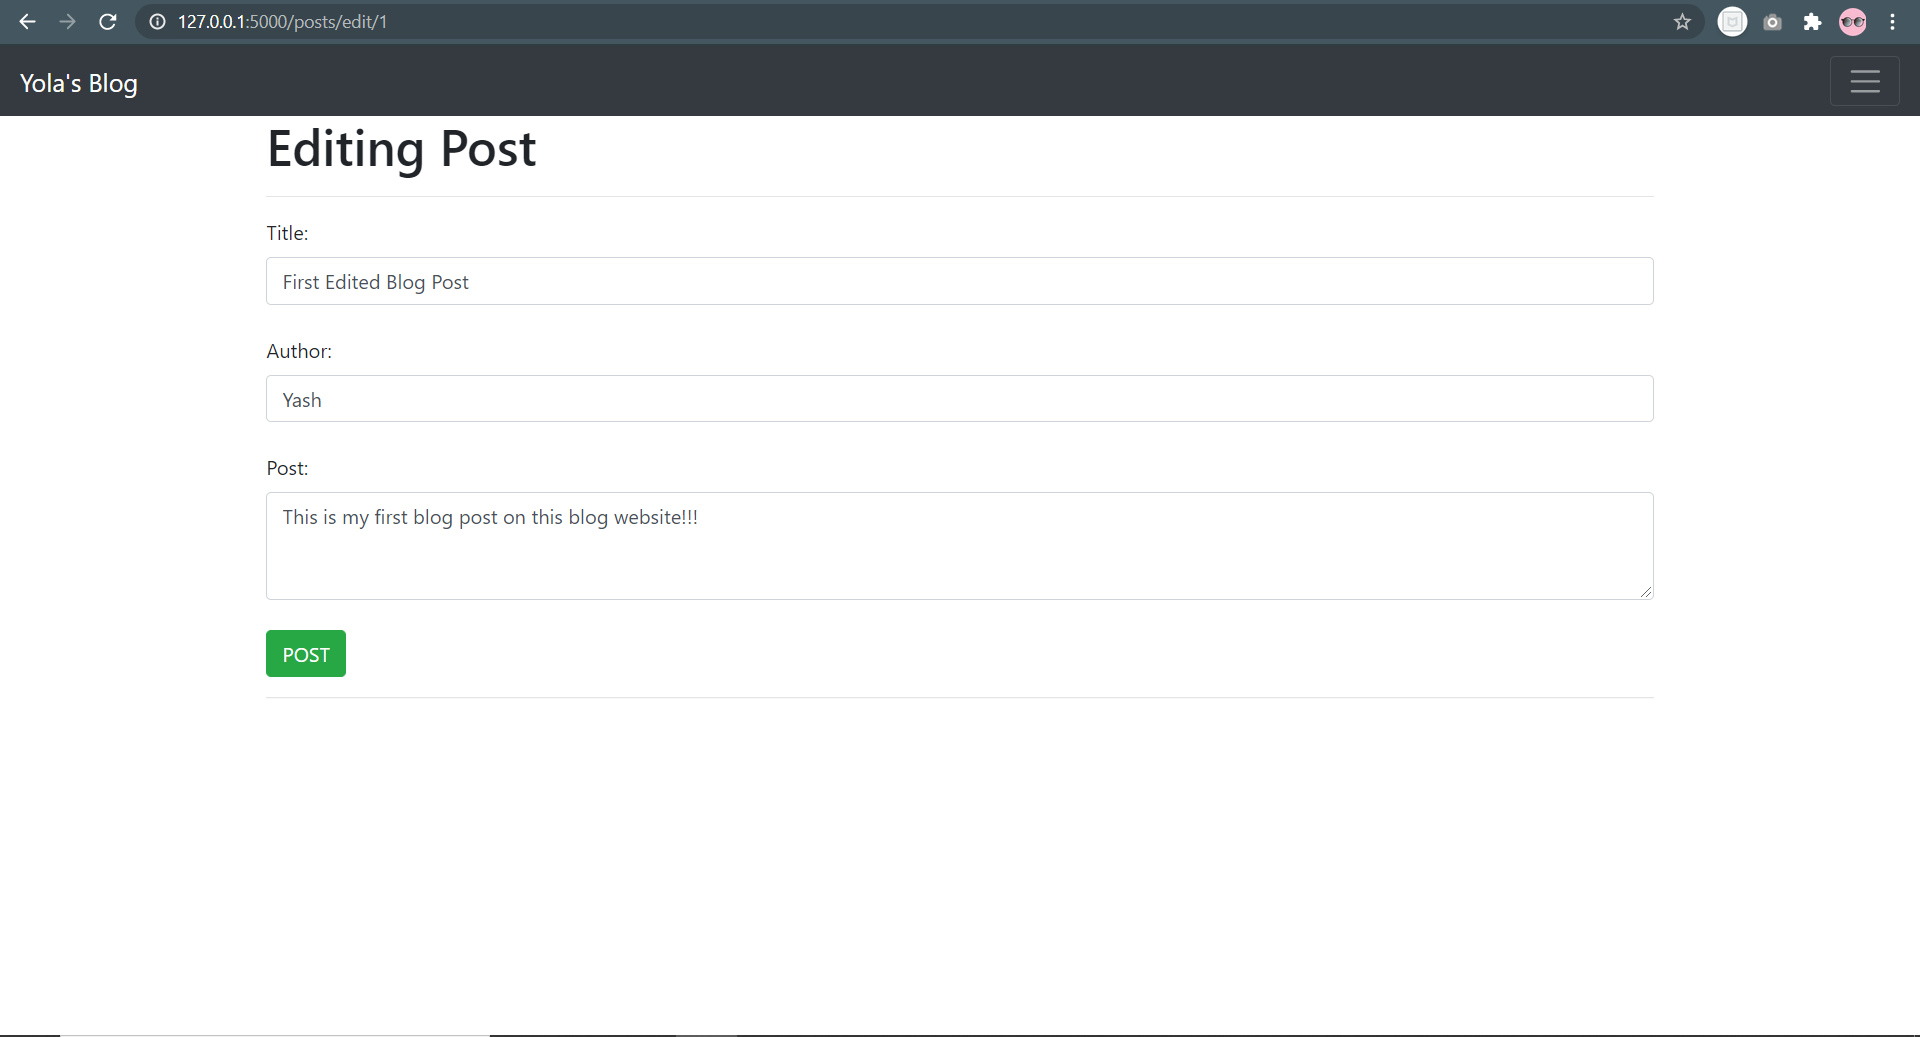 127.0.0.1:5000/posts/edit/1
Yola's Blog
Editing Post
Title:
First Edited Blog Post
Author:
Yash
Post:
This is my first blog post on this blog website!!!
POST